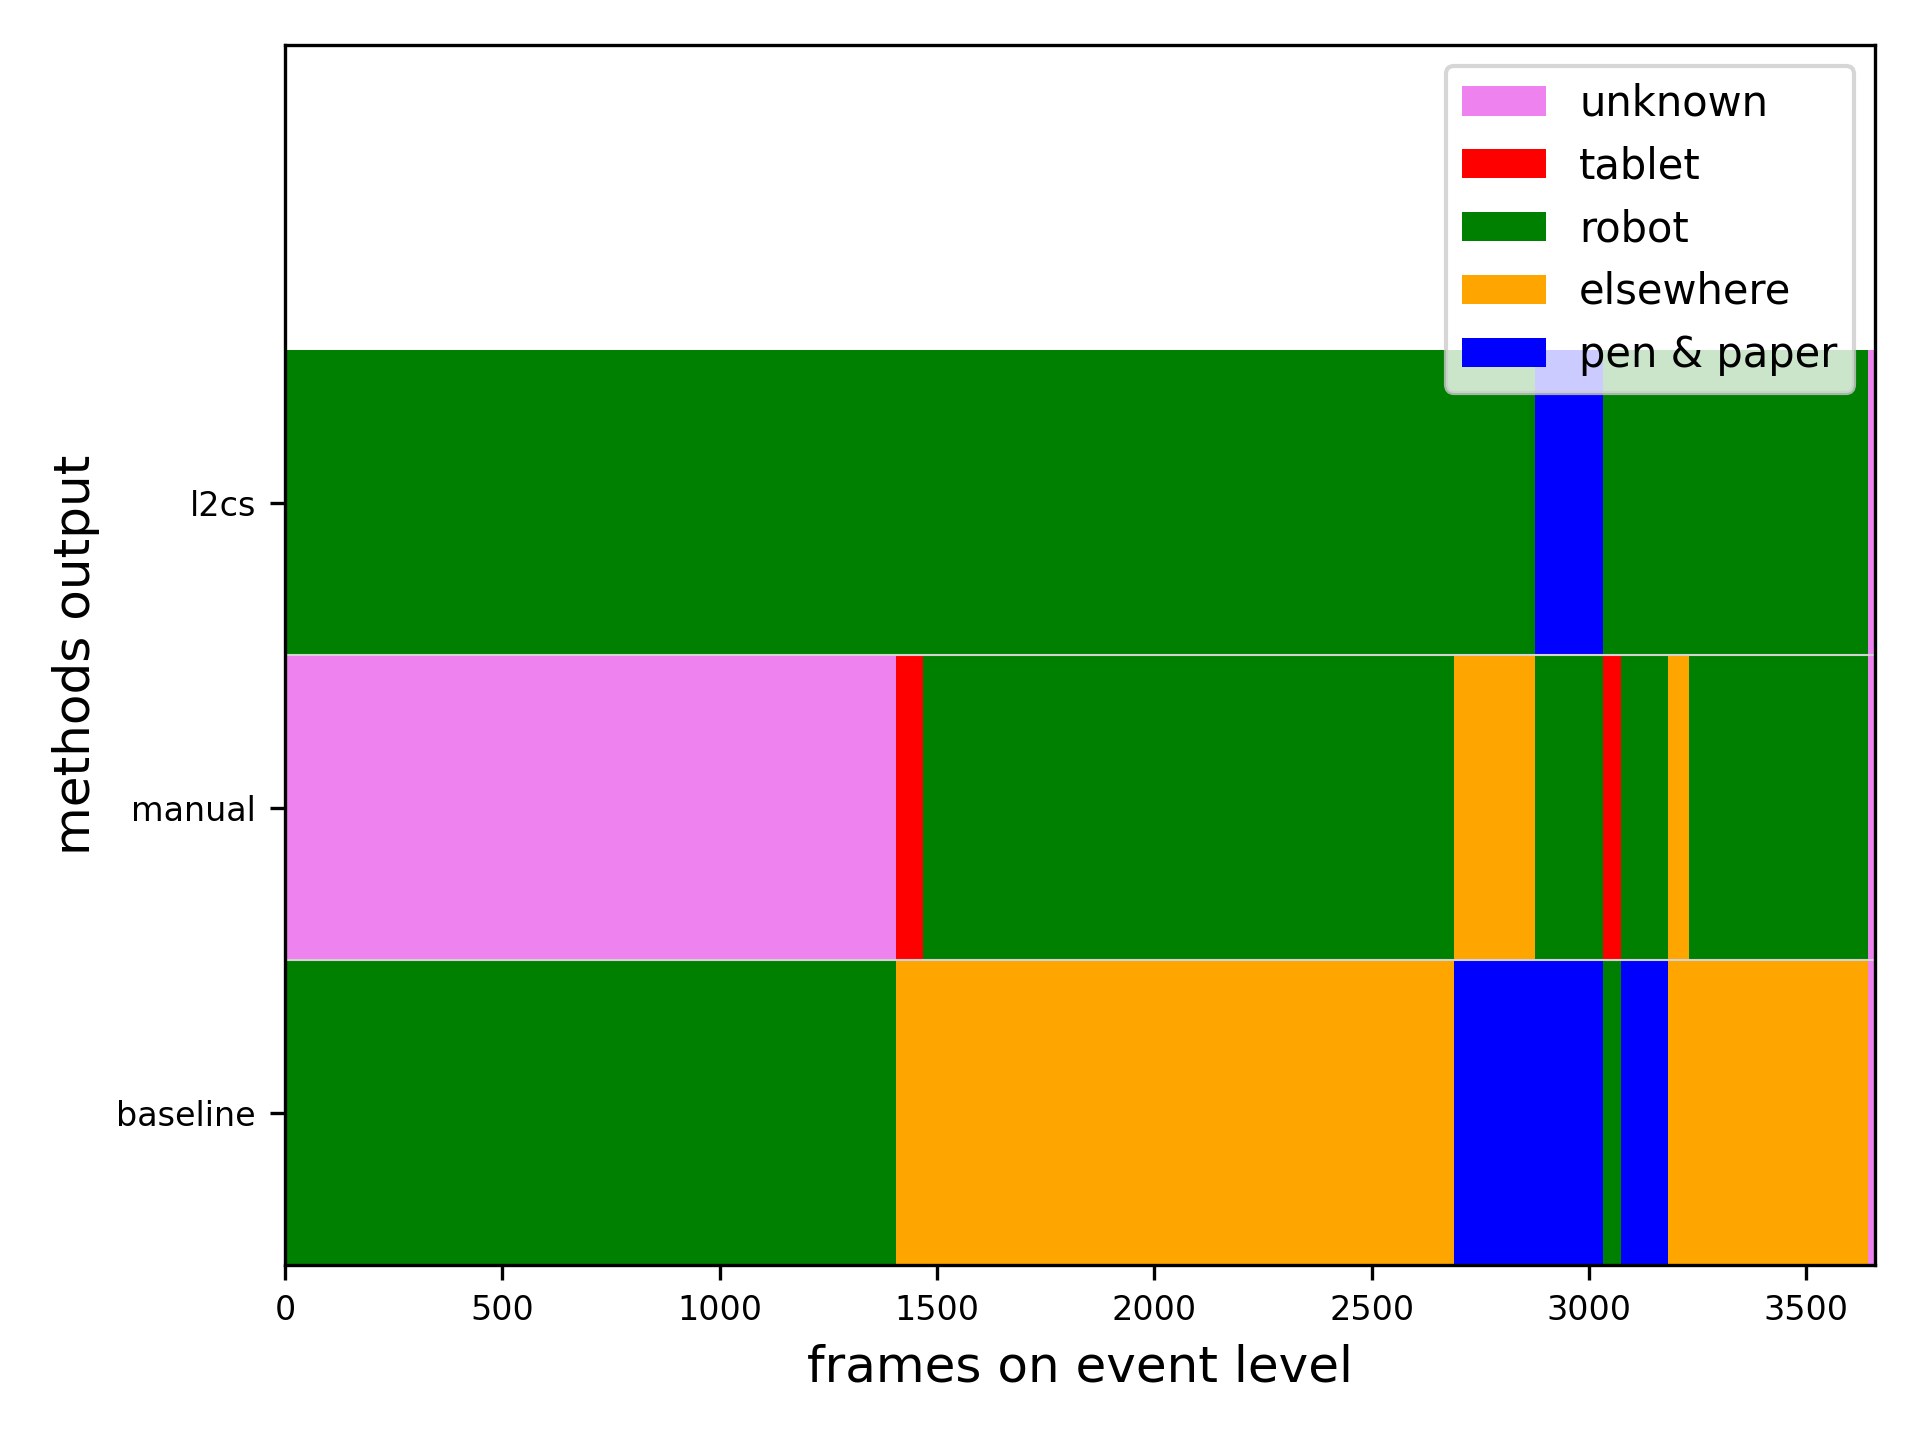 unknown
tablet
robot
elsewhere
pen & paper
methods output
l2cs
manual
baseline
0 500 1000 1500 2000 2500 3000 3500
frames on event level